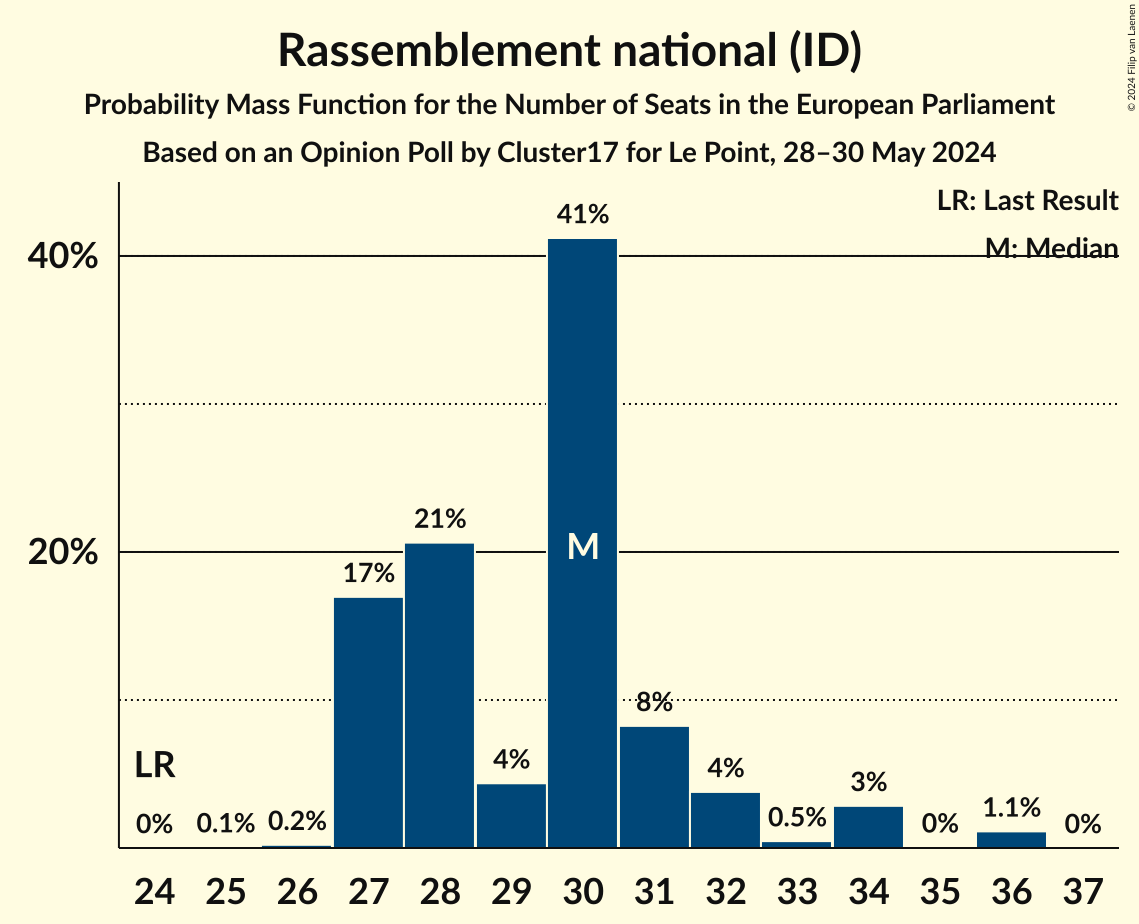 Rassemblement national (ID)
Probability Mass Function for the Number of Seats in the European Parliament
Based on an Opinion Poll by Cluster17 for Le Point, 28–30 May 2024
© 2024 Filip van Laenen
LR: Last Result
M: Median
40%
20%
41%
M
21%
17%
8%
4%
4%
3%
LR
0%
0.1%
0.2%
0.5%
0%
1.1%
0%
24 25 26 27 28 29 30 31 32 33 34 35 36 37